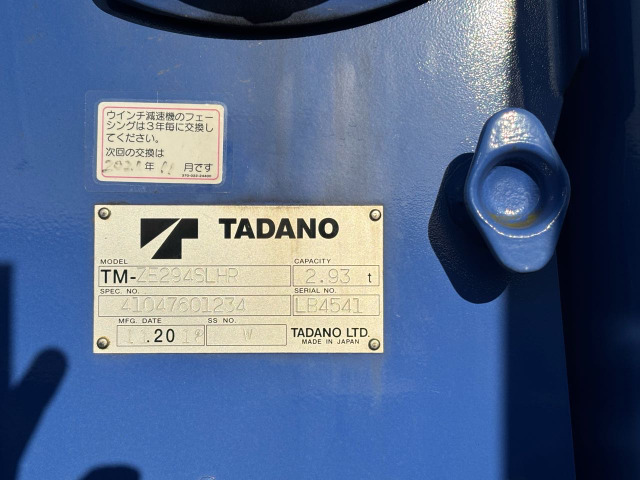 ウインチ減速機のフェー
シングは3年毎に交換し
てください。
次回の交換は
年 11 月です
TADANO
MODEL
TM-ZE294SLHR
CAPACITY
2.93 t
SPEC. NO.
41047601234
SERIAL NO.
LB4541
MFG. DATE
11.2018
SS NO.
W
TADANO LTD.
MADE IN JAPAN